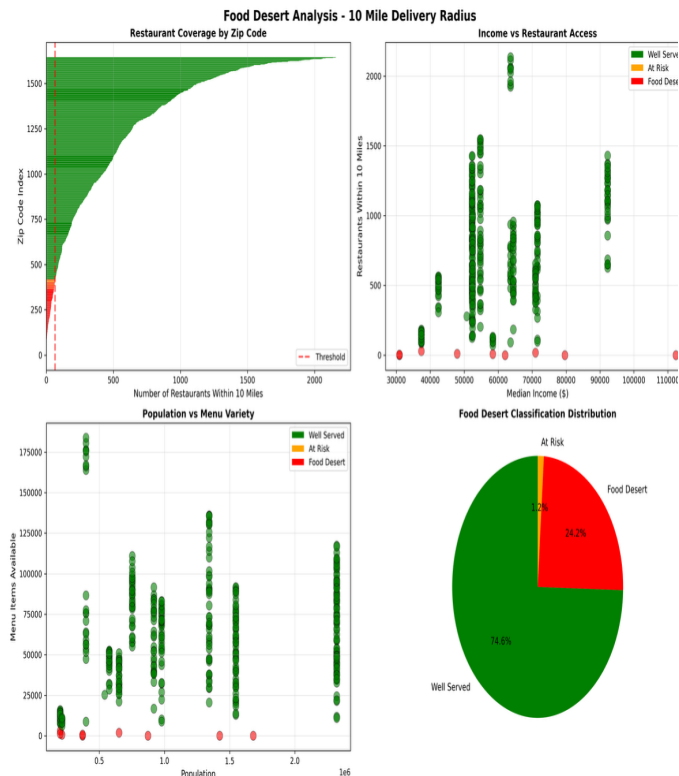 Food Desert Analysis - 10 Mile Delivery Radius
Restaurant Coverage by Zip Code
Zip Code Index
1500
1250
1000
750
500
250
0
0
500
1000
1500
2000
Number of Restaurants Within 10 Miles
Threshold
Income vs Restaurant Access
Restaurants Within 10 Miles
2000
1500
1000
500
0
30000
40000
50000
60000
70000
80000
90000
100000
110000
Median Income ($)
Well Served
At Risk
Food Deser
Population vs Menu Variety
Menu Items Available
175000
150000
125000
100000
75000
50000
25000
0
0.5
1.0
1.5
2.0
1e6
Population
Well Served
At Risk
Food Desert
Food Desert Classification Distribution
At Risk
1.2%
Food Desert
24.2%
74.6%
Well Served